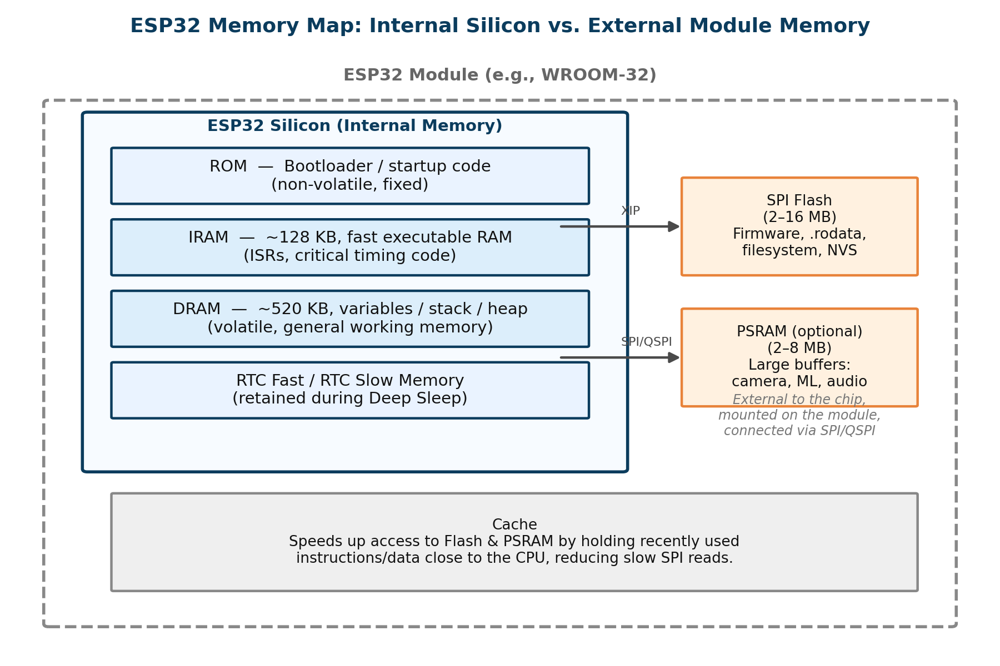 ESP32 Memory Map: Internal Silicon vs. External Module Memory
ESP32 Module (e.g., WROOM-32)
ESP32 Silicon (Internal Memory)
ROM — Bootloader / startup code
(non-volatile, fixed)
IRAM — ~128 KB, fast executable RAM
(ISRs, critical timing code)
DRAM — ~520 KB, variables / stack / heap
(volatile, general working memory)
RTC Fast / RTC Slow Memory
(retained during Deep Sleep)
XIP
SPI Flash
(2–16 MB)
Firmware, .rodata,
filesystem, NVS
SPI/QSPI
PSRAM (optional)
(2–8 MB)
Large buffers:
camera, ML, audio
External to the chip,
mounted on the module,
connected via SPI/QSPI
Cache
Speeds up access to Flash & PSRAM by holding recently used
instructions/data close to the CPU, reducing slow SPI reads.